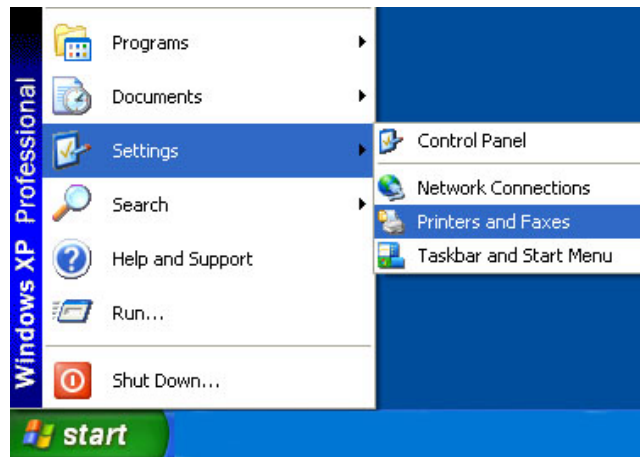 Windows XP Professional
Programs
Documents
Settings
Search
Help and Support
Run...
Shut Down...
Control Panel
Network Connections
Printers and Faxes
Taskbar and Start Menu
start